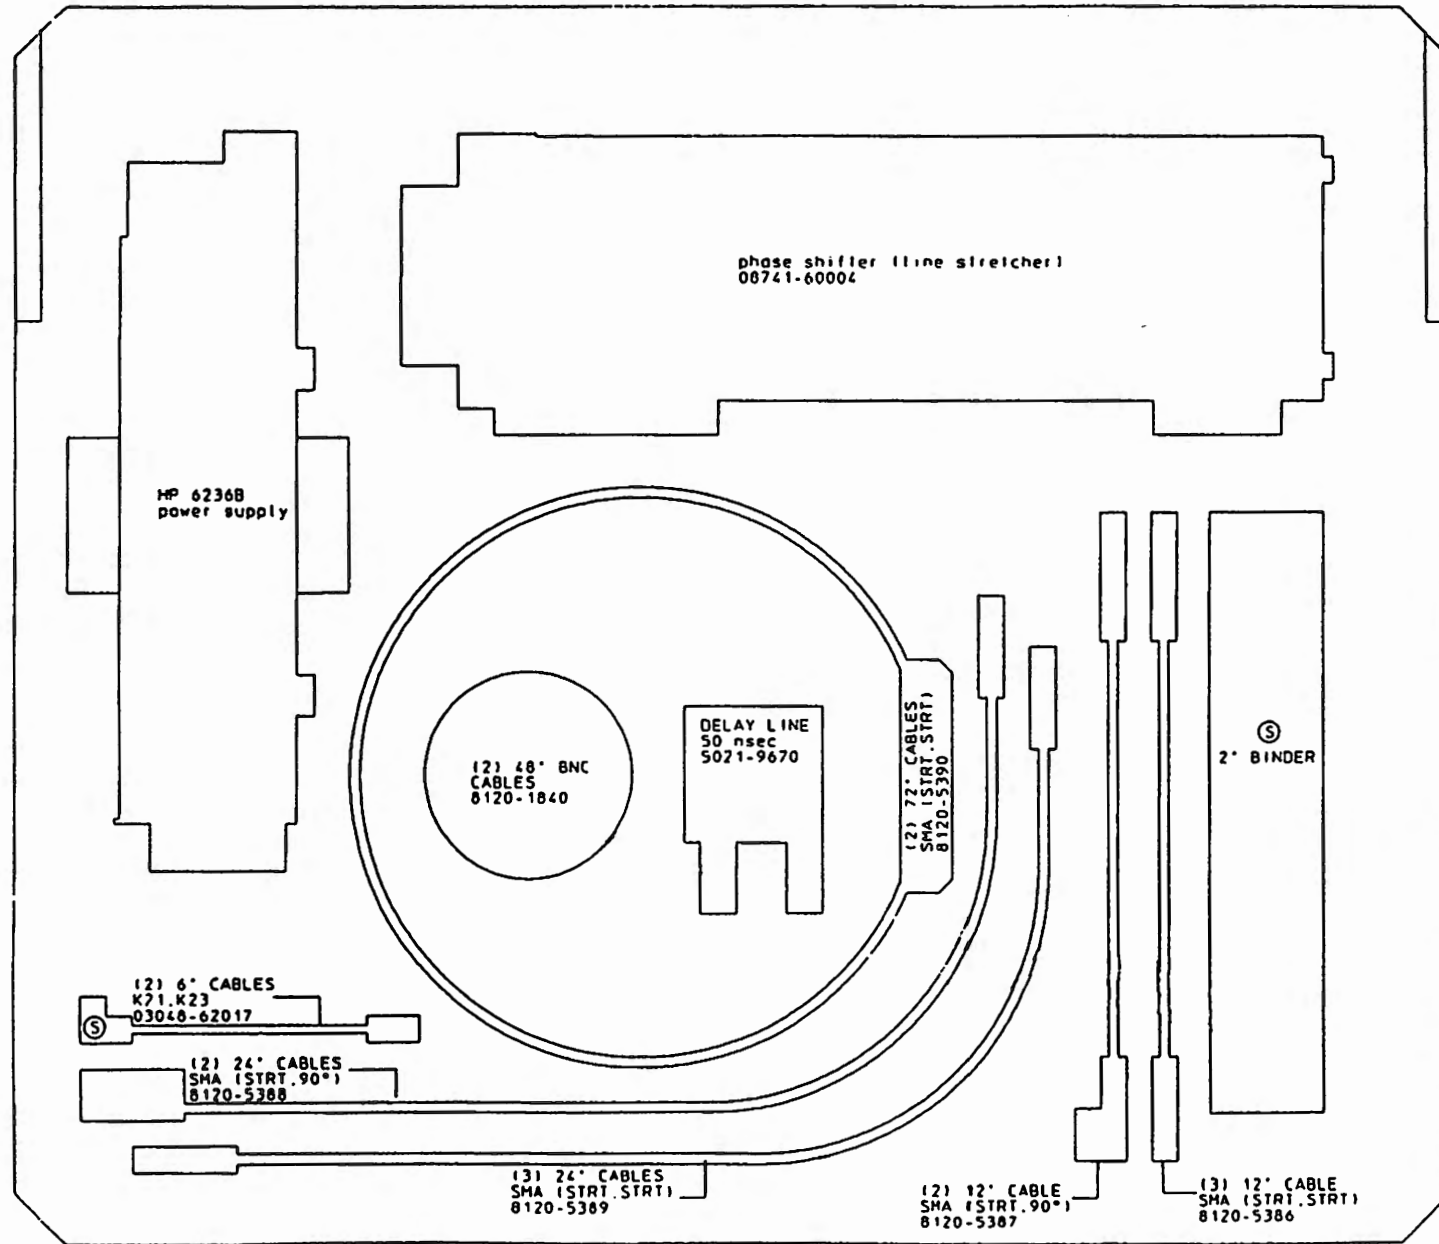 phase shifter (line stretcher)
08741-60004
HP 6236B
power supply
(2) 48" BNC
CABLES
8120-1840
DELAY LINE
50 nsec
5021-9670
(2) 72" CABLES
SMA (STRT.STRT)
8120-5390
S
2" BINDER
(2) 6" CABLES
K21.K23
03048-62017
S
(2) 24" CABLES
SMA (STRT.90°)
8120-5388
(3) 24" CABLES
SMA (STRT.STRT)
8120-5389
(2) 12" CABLE
SMA (STRT.90°)
8120-5387
(3) 12" CABLE
SMA (STRT.STRT)
8120-5386